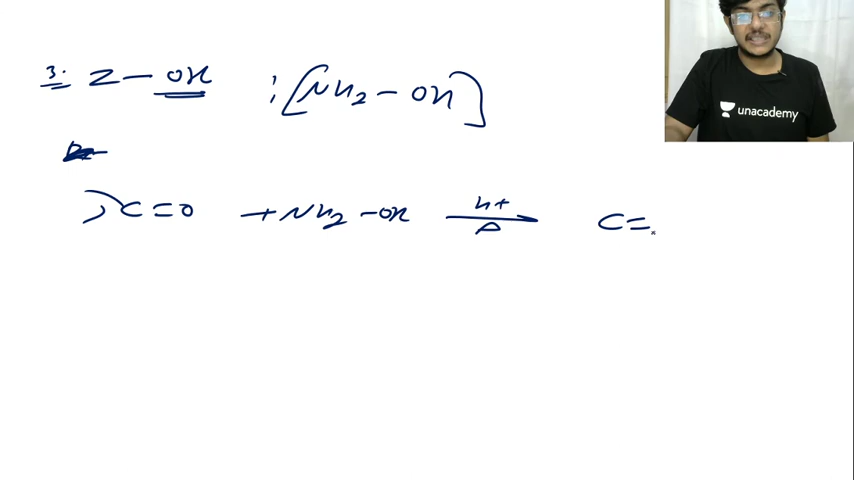 3. Z - OH : [NH2 - OH]
C=O + NH2 - OH H+ Δ C=
unacademy